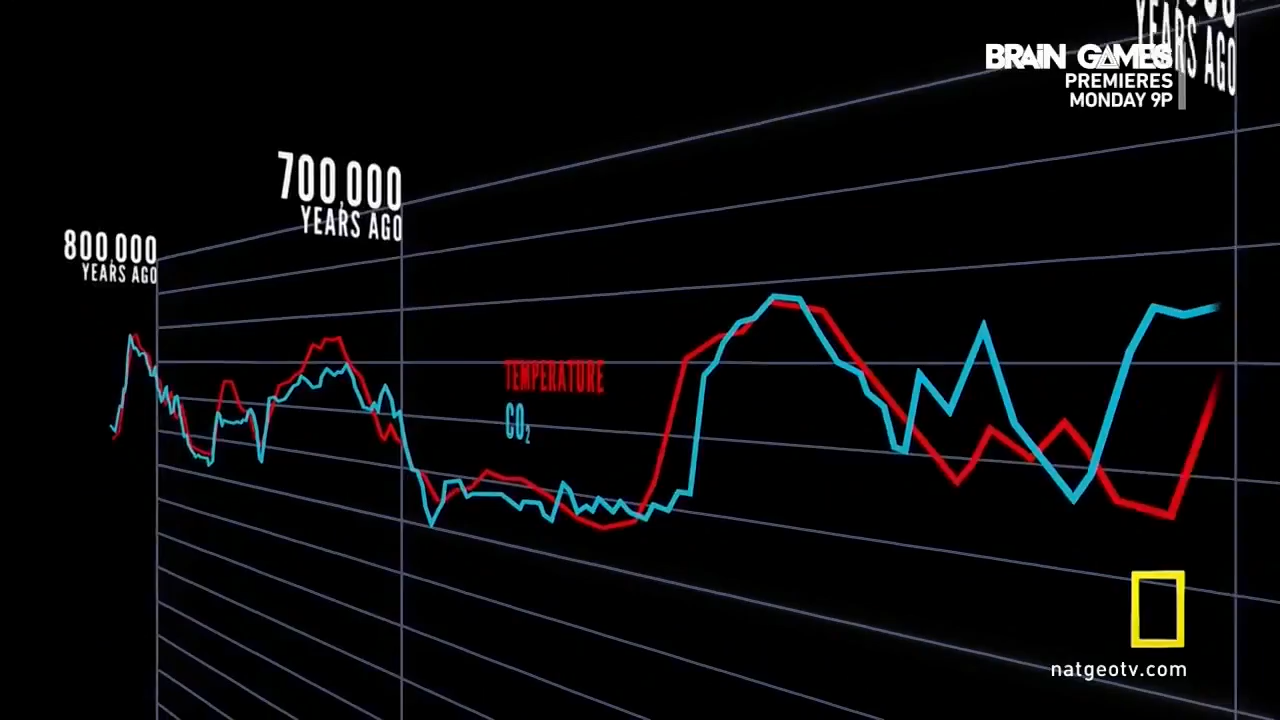 YEARS AGO
BRAIN GAMES
PREMIERES
MONDAY 9P
700,000
YEARS AGO
800,000
YEARS AGO
TEMPERATURE
CO₂
natgeotv.com